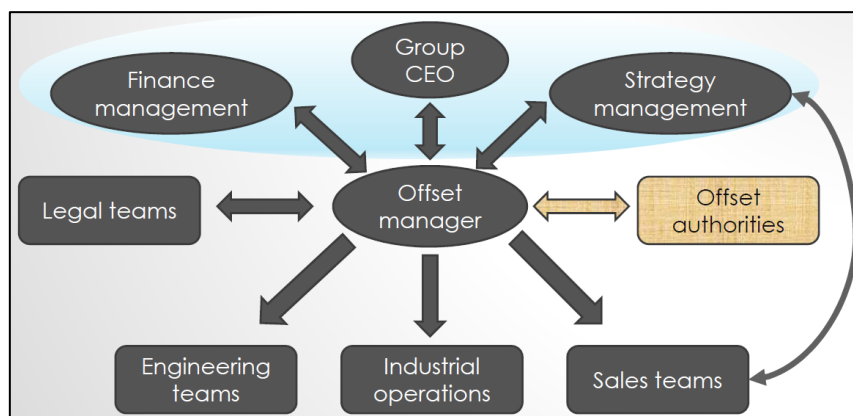 Group
CEO
Finance
management
Strategy
management
Legal teams
Offset
manager
Offset
authorities
Engineering
teams
Industrial
operations
Sales teams